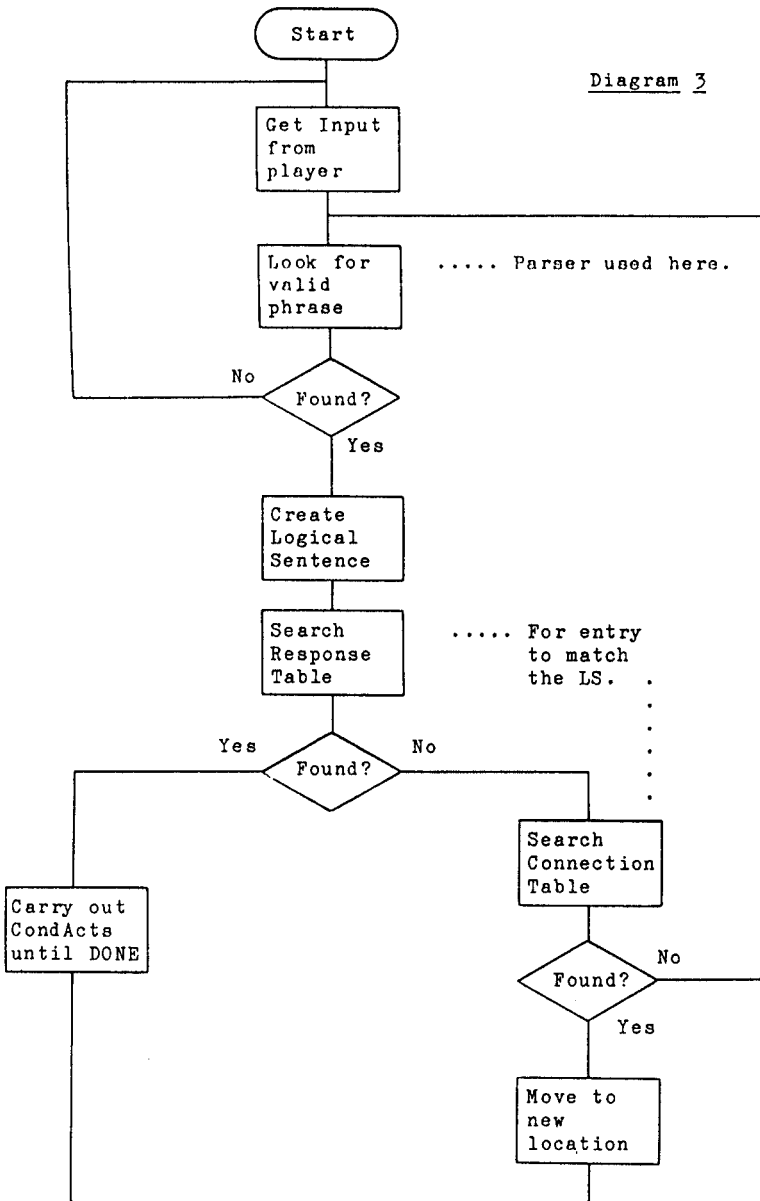 Start
Diagram 3
Get Input
from
player
Look for
valid
phrase
..... Parser used here.
No
Found?
Yes
Create
Logical
Sentence
Search
Response
Table
..... For entry
to match
the LS. .
Yes
Found?
No
Search
Connection
Table
Carry out
CondActs
until DONE
Found?
No
Yes
Move to
new
location